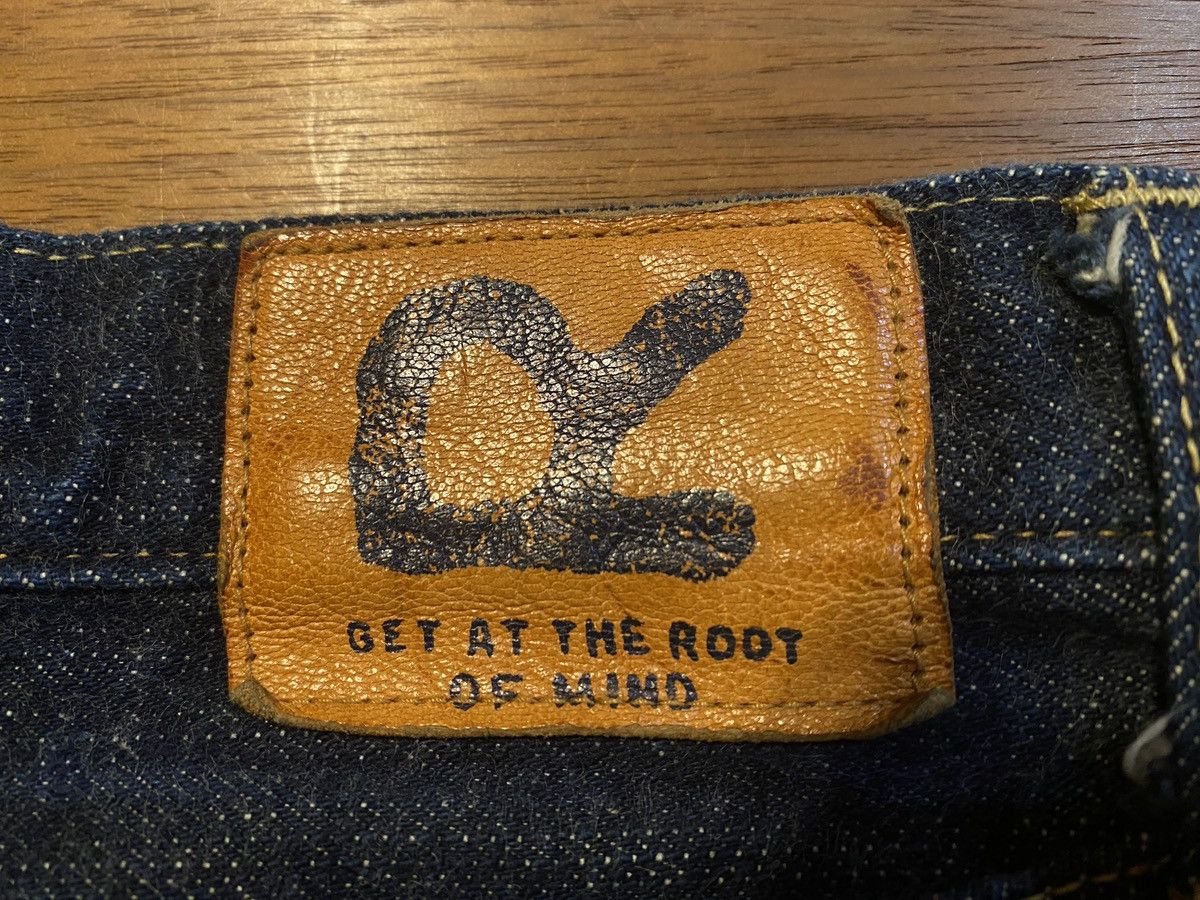 R
GET AT THE ROOT
OF MIND